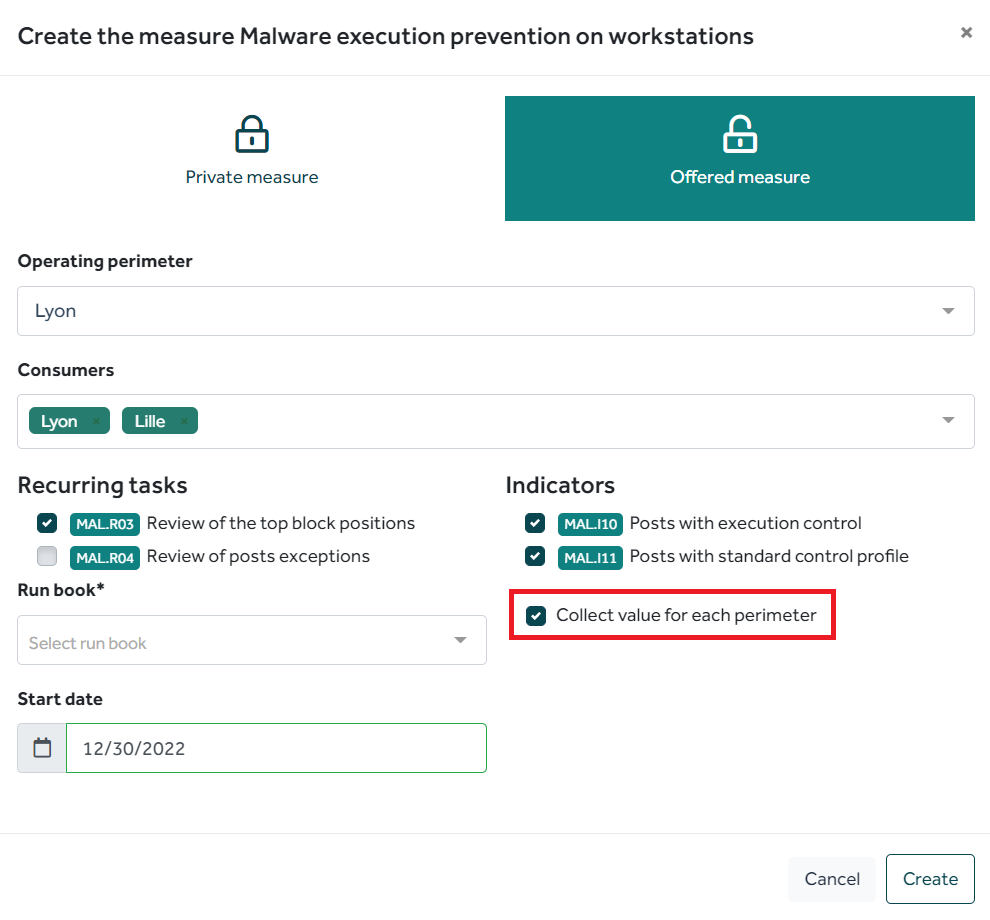 Create the measure Malware execution prevention on workstations
×
Private measure
Offered measure
Operating perimeter
Lyon
Consumers
Lyon ×
Lille ×
Recurring tasks
MAL.R03 Review of the top block positions
MAL.R04 Review of posts exceptions
Run book*
Select run book
Start date
12/30/2022
Indicators
MAL.I10 Posts with execution control
MAL.I11 Posts with standard control profile
Collect value for each perimeter
Cancel
Create